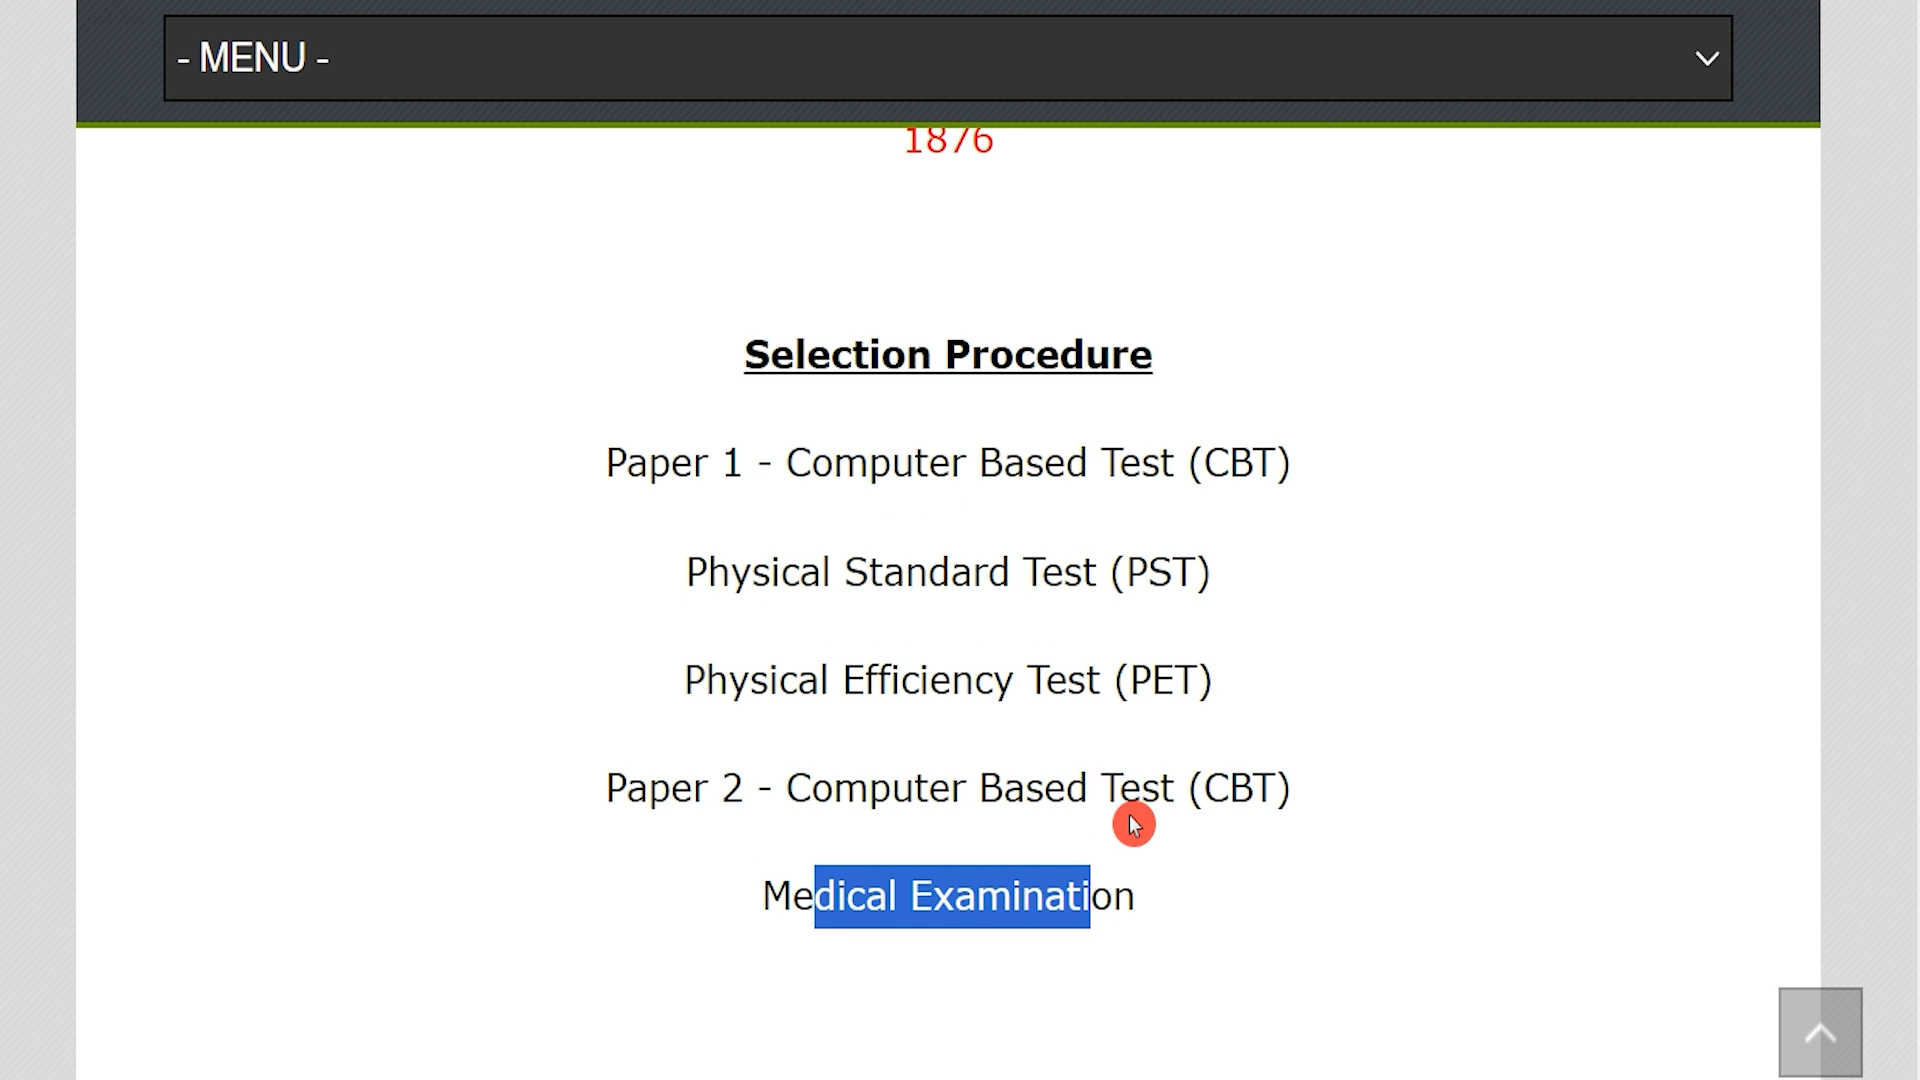 - MENU -
1876
Selection Procedure
Paper 1 - Computer Based Test (CBT)
Physical Standard Test (PST)
Physical Efficiency Test (PET)
Paper 2 - Computer Based Test (CBT)
Medical Examination